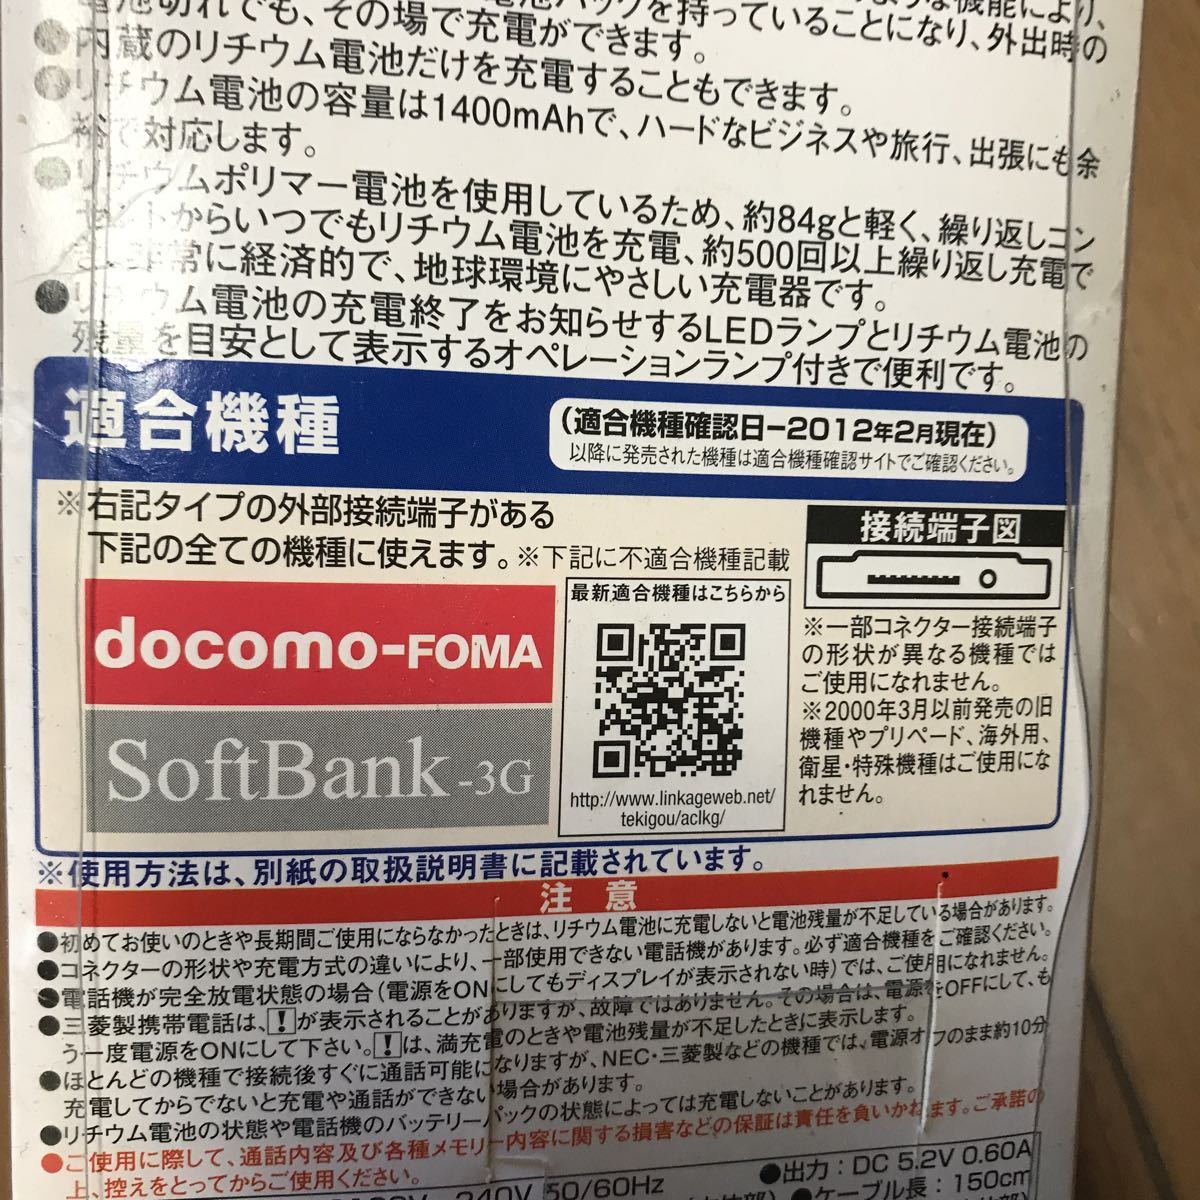 電池パックを持っていることになり、外出時の
電池切れでも、その場で充電ができます。
●内蔵のリチウム電池だけを充電することもできます。
●リチウム電池の容量は1400mAhで、ハードなビジネスや旅行、出張にも余
裕で対応します。
●リチウムポリマー電池を使用しているため、約84gと軽く、繰り返しコン
セントからいつでもリチウム電池を充電、約500回以上繰り返し充電で
非常に経済的で、地球環境にやさしい充電器です。
●リチウム電池の充電終了をお知らせするLEDランプとリチウム電池の
残量を目安として表示するオペレーションランプ付きで便利です。
適合機種
(適合機種確認日-2012年2月現在)
以降に発売された機種は適合機種確認サイトでご確認ください。
※右記タイプの外部接続端子がある
下記の全ての機種に使えます。※下記に不適合機種記載
接続端子図
docomo-FOMA
SoftBank-3G
最新適合機種はこちらから
http://www.linkageweb.net/
tekigou/aclkg/
※一部コネクター接続端子
の形状が異なる機種では
ご使用になれません。
※2000年3月以前発売の旧
機種やプリペード、海外用、
衛星・特殊機種はご使用にな
れません。
※使用方法は、別紙の取扱説明書に記載されています。
注意
●初めてお使いのときや長期間ご使用にならなかったときは、リチウム電池に充電しないと電池残量が不足している場合があります。
●コネクターの形状や充電方式の違いにより、一部使用できない電話機があります。必ず適合機種をご確認ください。
●電話機が完全放電状態の場合(電源をONにしてもディスプレイが表示されない時)では、ご使用になれません。
●三菱製携帯電話は、!が表示されることがありますが、故障ではありません。その場合は、電源をOFFにして、も
う一度電源をONにして下さい。!は、満充電のときや電池残量が不足したときに表示します。
●ほとんどの機種で接続後すぐに通話可能になりますが、NEC・三菱製などの機種では、電源オフのまま約10分
充電してからでないと充電や通話ができない場合があります。
●リチウム電池の状態や電話機のバッテリーパックの状態によっては充電しないことがあります。
●ご使用に際して、通話内容及び各種メモリー内容に関する損害などの保証は責任を負いかねます。ご承知の
上、控えをとってからご使用ください。
240V 50/60Hz
●出力:DC 5.2V 0.60A
●ケーブル長:150cm